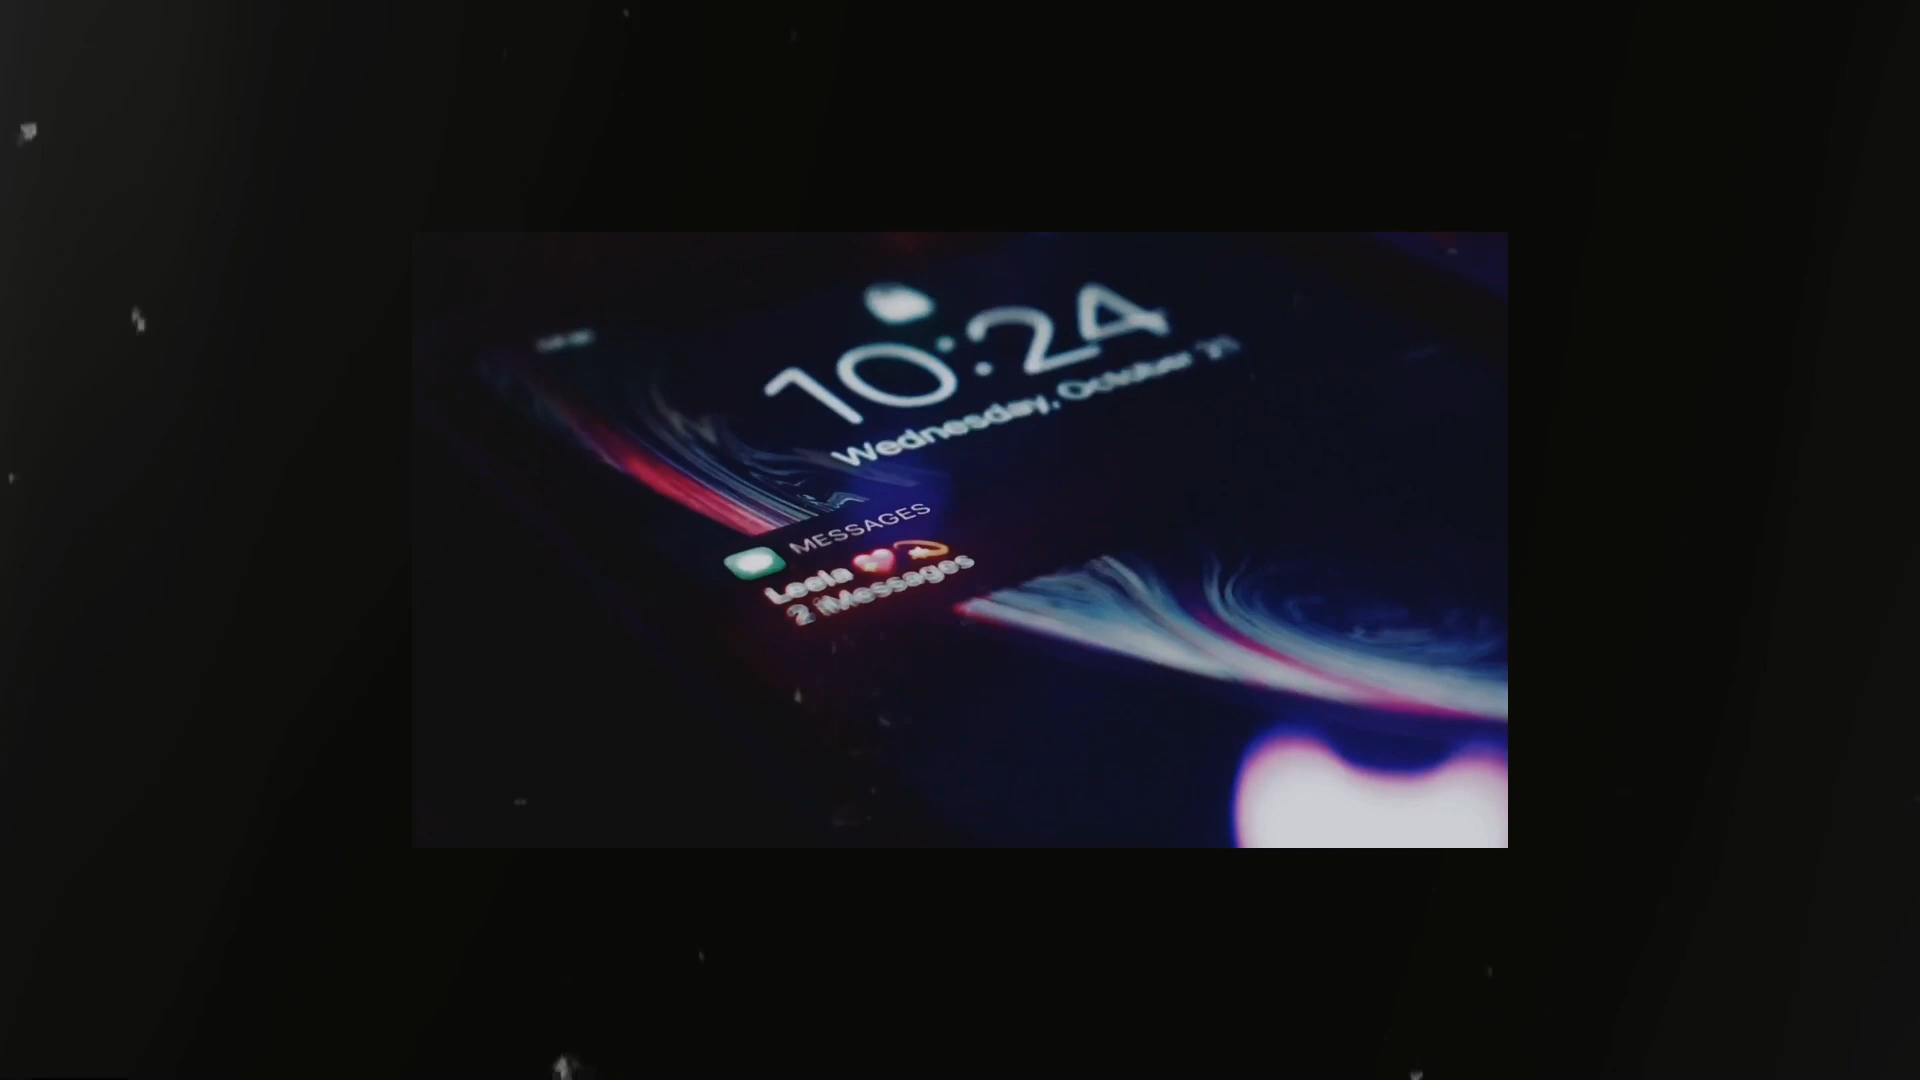 10:24
Wednesday, October 21
MESSAGES
Leela 💖💫
2 iMessages